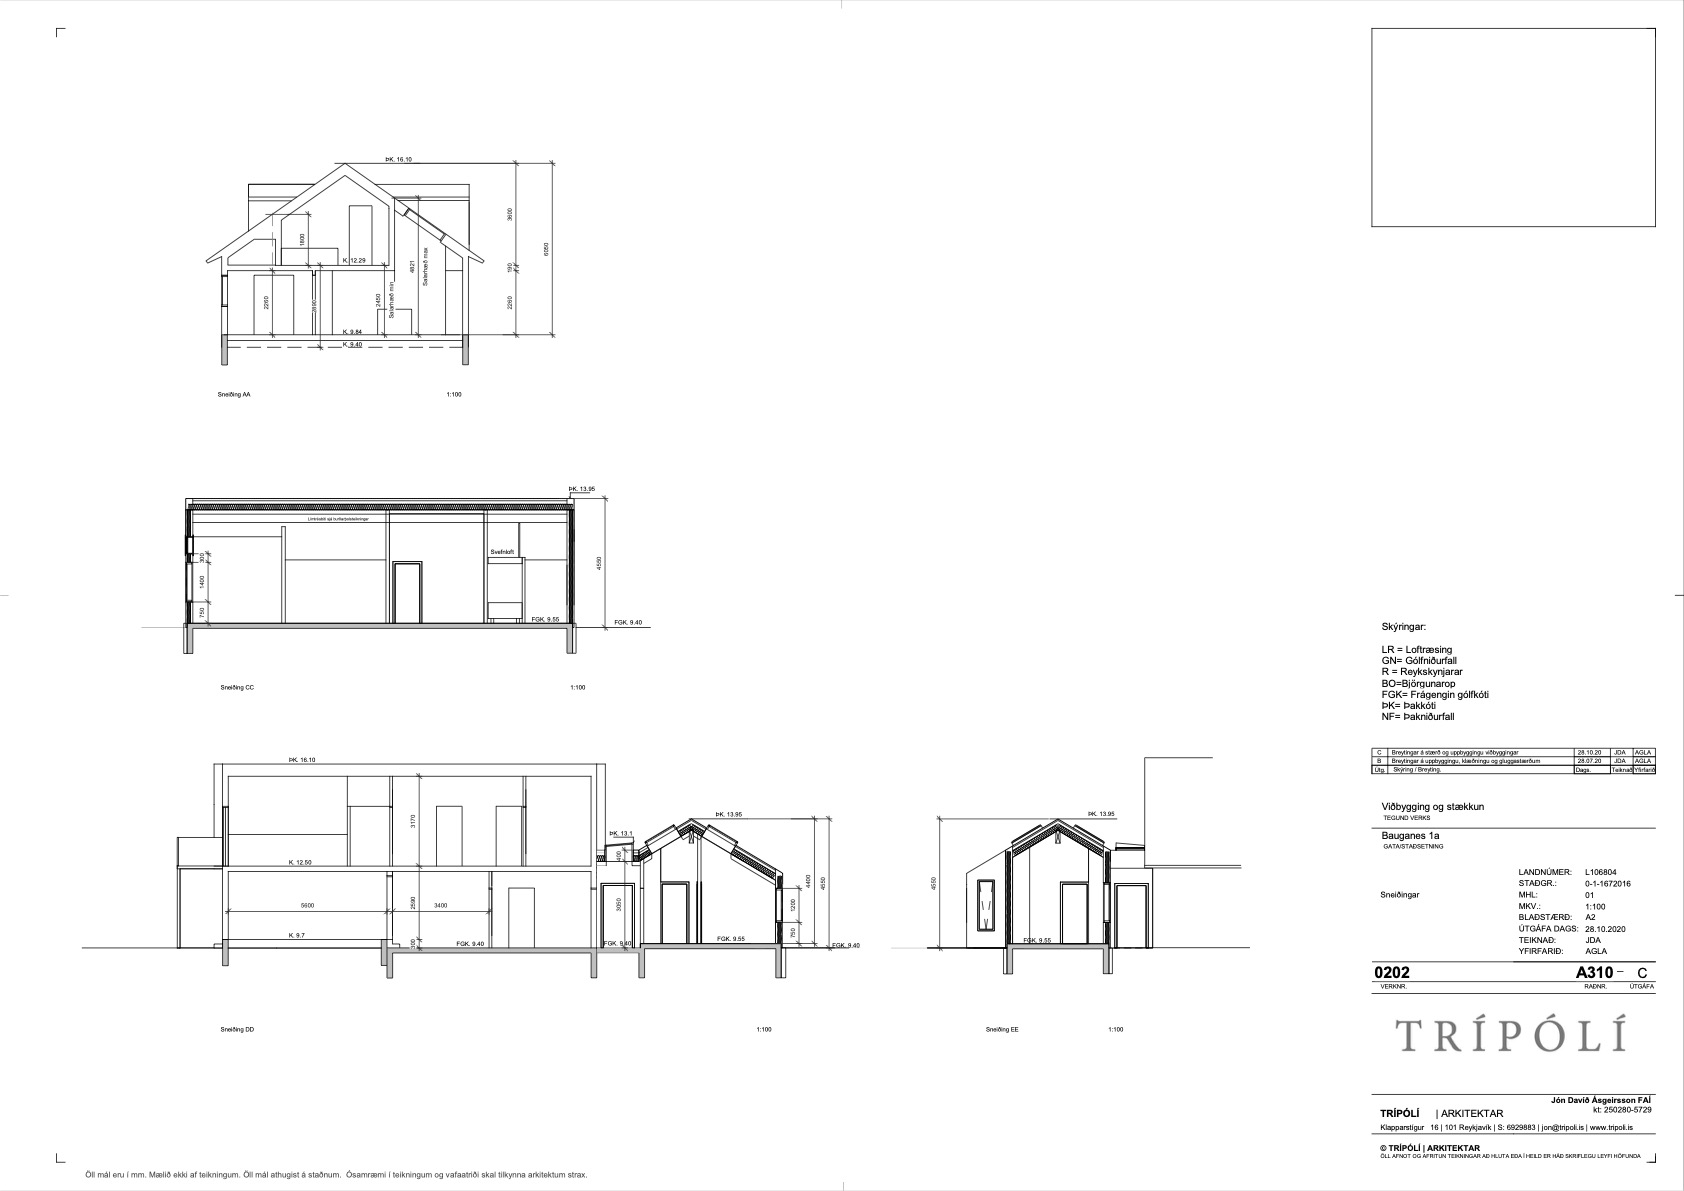 ÞK. 16.10
3600
6050
1800
K. 12.29
4821
Salarhæð max
190
2260
2450
Salarhæð min
2260
K. 9.84
K. 9.40
Sneiðing AA
1:100
ÞK. 13.95
Límtrésbiti sjá burðarþolsteikningar
Svefnloft
300
1400
750
4550
FGK. 9.55
FGK. 9.40
Sneiðing CC
1:100
ÞK. 16.10
ÞK. 13.1
ÞK. 13.95
3170
400
K. 12.50
5600
2590
3400
3050
1200
4400
4550
750
K. 9.7
300
FGK. 9.40
FGK. 9.40
FGK. 9.55
FGK. 9.40
Sneiðing DD
1:100
ÞK. 13.95
4550
FGK. 9.55
Sneiðing EE
1:100
Skýringar:
LR = Loftræsing
GN= Gólfniðurfall
R = Reykskynjarar
BO=Björgunarop
FGK= Frágengin gólfkóti
ÞK= Þakkóti
NF= Þakniðurfall
C Breytingar á stærð og uppbyggingu viðbyggingar 28.10.20 JDA AGLA
B Breytingar á uppbyggingu, klæðningu og gluggastærðum 28.07.20 JDA AGLA
Útg. Skýring / Breyting. Dags. Teiknað Yfirfarið
Viðbygging og stækkun
TEGUND VERKS
Bauganes 1a
GATA/STAÐSETNING
Sneiðingar
LANDNÚMER: L106804
STAÐGR.: 0-1-1672016
MHL: 01
MKV.: 1:100
BLAÐSTÆRÐ: A2
ÚTGÁFA DAGS: 28.10.2020
TEIKNAÐ: JDA
YFIRFARIÐ: AGLA
0202 A310 – C
VERKNR. RAÐNR. ÚTGÁFA
TRÍPÓLÍ
Jón Davíð Ásgeirsson FAÍ
kt: 250280-5729
TRÍPÓLÍ | ARKITEKTAR
Klapparstígur 16 | 101 Reykjavík | S: 6929883 | jon@tripoli.is | www.tripoli.is
© TRÍPÓLÍ | ARKITEKTAR
ÖLL AFNOT OG AFRITUN TEIKNINGAR AÐ HLUTA EÐA Í HEILD ER HÁÐ SKRIFLEGU LEYFI HÖFUNDA
Öll mál eru í mm. Mælið ekki af teikningum. Öll mál athugist á staðnum. Ósamræmi í teikningum og vafaatriði skal tilkynna arkitektum strax.